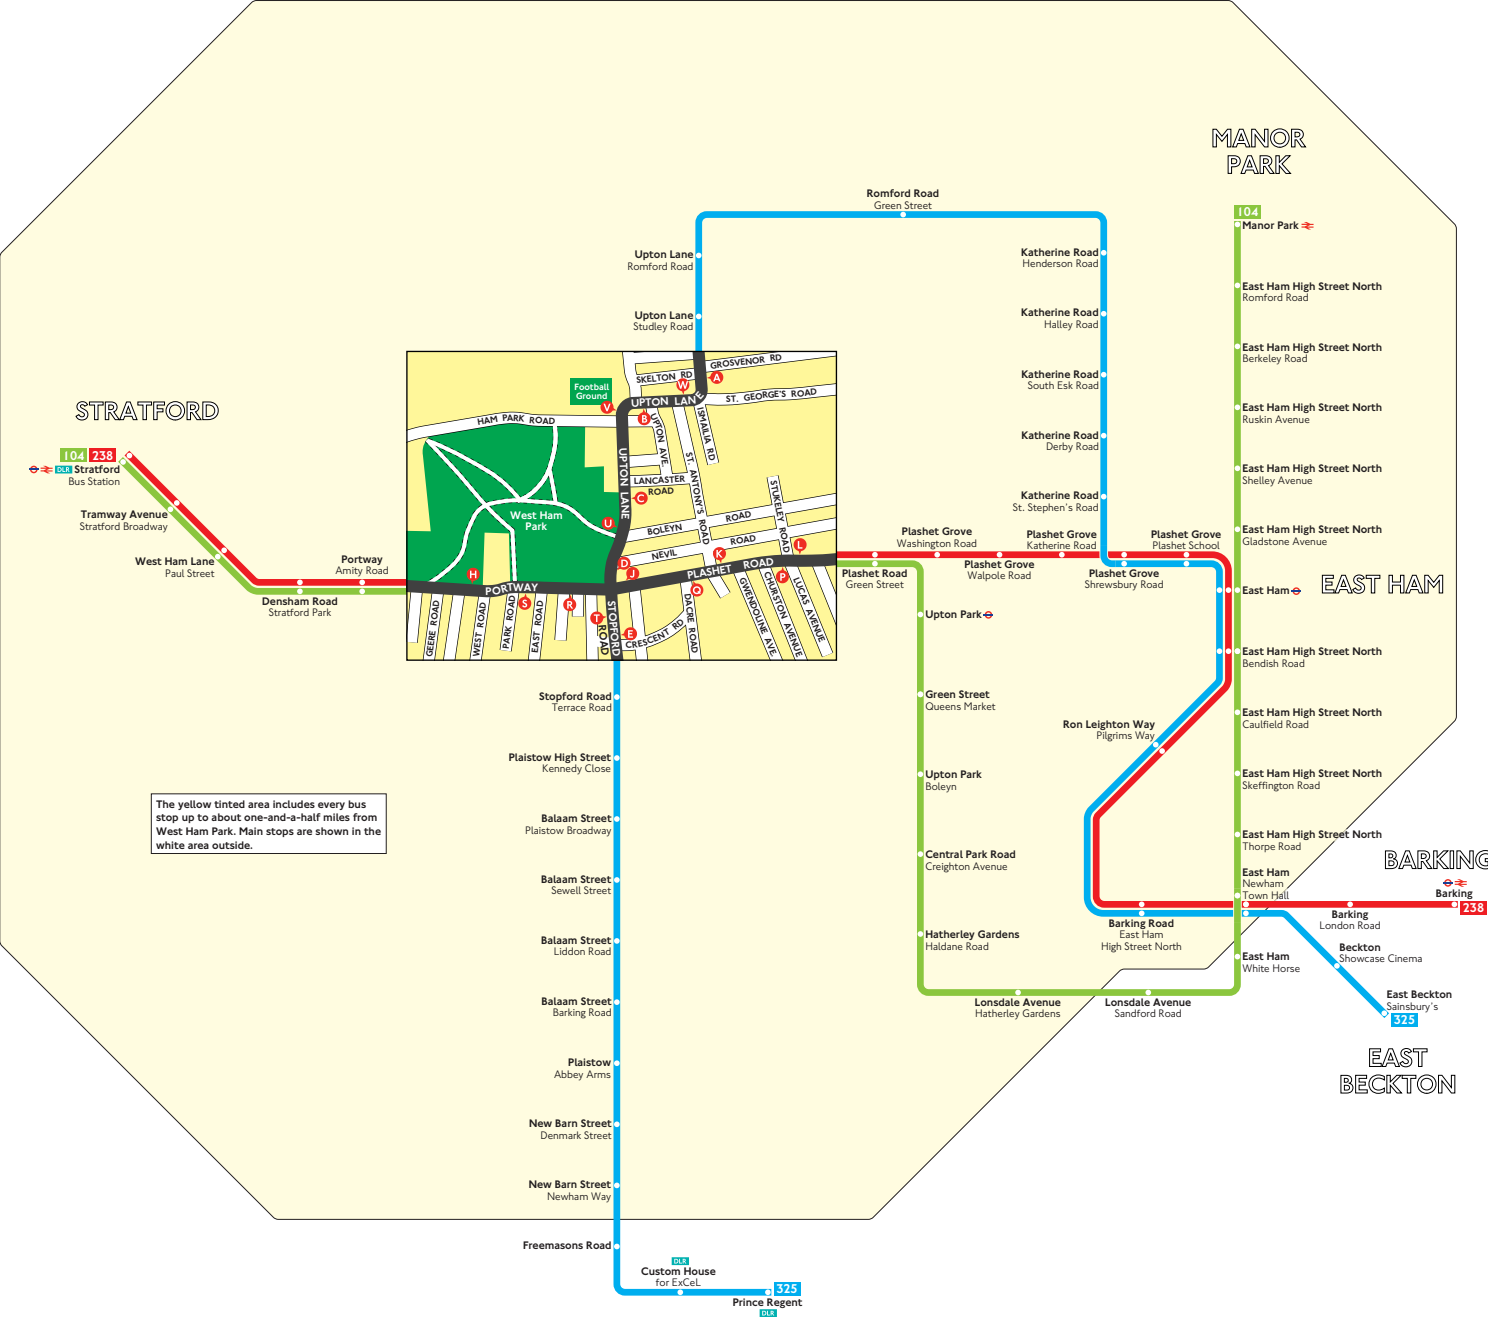 MANOR
PARK
104
Manor Park
East Ham High Street North
Romford Road
East Ham High Street North
Berkeley Road
East Ham High Street North
Ruskin Avenue
East Ham High Street North
Shelley Avenue
East Ham High Street North
Gladstone Avenue
East Ham
EAST HAM
East Ham High Street North
Bendish Road
East Ham High Street North
Caulfield Road
East Ham High Street North
Skeffington Road
East Ham High Street North
Thorpe Road
East Ham
Newham
Town Hall
East Ham
White Horse
Romford Road
Green Street
Upton Lane
Romford Road
Upton Lane
Studley Road
Katherine Road
Henderson Road
Katherine Road
Halley Road
Katherine Road
South Esk Road
Katherine Road
Derby Road
Katherine Road
St. Stephen's Road
STRATFORD
104 238
DLR Stratford
Bus Station
Tramway Avenue
Stratford Broadway
West Ham Lane
Paul Street
Portway
Amity Road
Densham Road
Stratford Park
GROSVENOR RD
SKELTON RD
W
A
Football
Ground
V
UPTON LANE
ST. GEORGE'S ROAD
HAM PARK ROAD
B
UPTON AVE.
ISMAILIA RD
UPTON LANE
ST. ANTONY'S ROAD
LANCASTER
ROAD
C
STUKELEY ROAD
West Ham
Park
U
BOLEYN ROAD
NEVIL ROAD
D
J
K
L
H
PORTWAY
PLASHET ROAD
S
R
T
Q
P
E
GEERE ROAD
WEST ROAD
PARK ROAD
EAST ROAD
STOPFORD
ROAD
CRESCENT RD
DACRE ROAD
GWENDOLINE AVE.
CHURSTON AVENUE
LUCAS AVENUE
Plashet Grove
Washington Road
Plashet Grove
Katherine Road
Plashet Grove
Plashet School
Plashet Road
Green Street
Plashet Grove
Walpole Road
Plashet Grove
Shrewsbury Road
Upton Park
Green Street
Queens Market
Upton Park
Boleyn
Central Park Road
Creighton Avenue
Hatherley Gardens
Haldane Road
Lonsdale Avenue
Hatherley Gardens
Lonsdale Avenue
Sandford Road
Ron Leighton Way
Pilgrims Way
Barking Road
East Ham
High Street North
BARKING
Barking
238
Barking
London Road
Beckton
Showcase Cinema
East Beckton
Sainsbury's
325
EAST
BECKTON
Stopford Road
Terrace Road
Plaistow High Street
Kennedy Close
Balaam Street
Plaistow Broadway
Balaam Street
Sewell Street
Balaam Street
Liddon Road
Balaam Street
Barking Road
Plaistow
Abbey Arms
New Barn Street
Denmark Street
New Barn Street
Newham Way
Freemasons Road
DLR
Custom House
for ExCeL
325
Prince Regent
DLR
The yellow tinted area includes every bus
stop up to about one-and-a-half miles from
West Ham Park. Main stops are shown in the
white area outside.